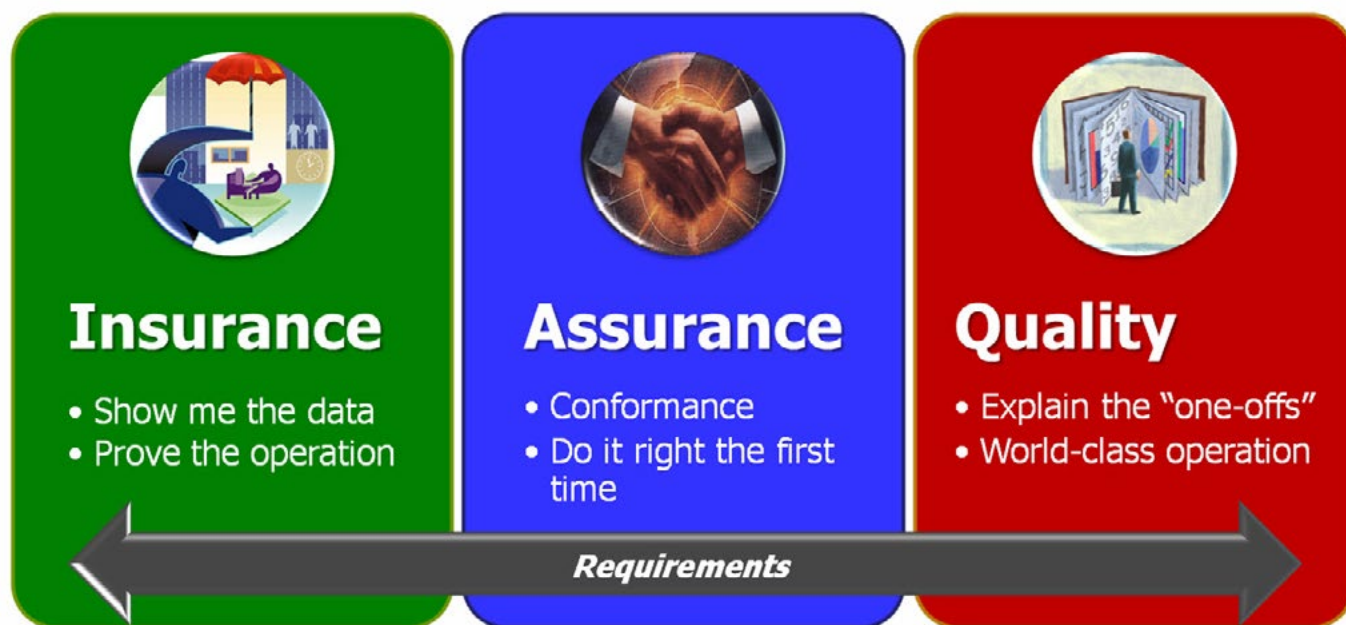 Insurance
• Show me the data
• Prove the operation
Assurance
• Conformance
• Do it right the first
time
Quality
• Explain the “one-offs”
• World-class operation
Requirements